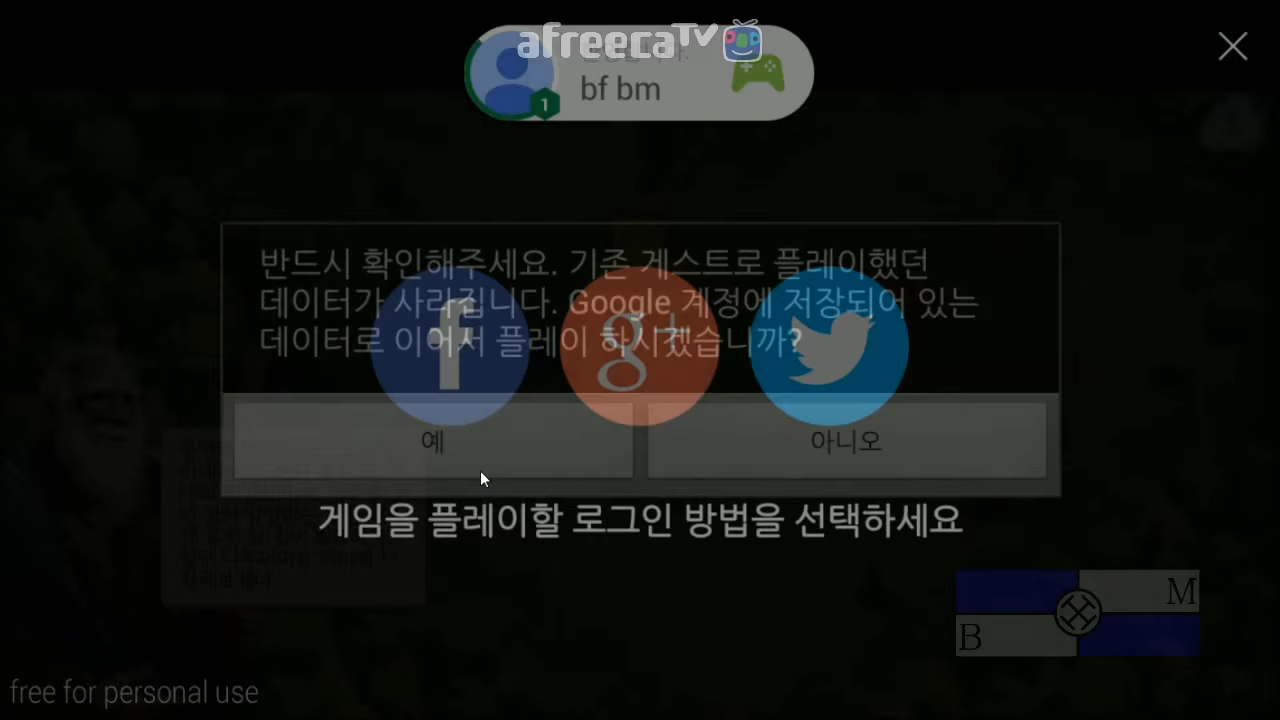 afreecaTV
bf bm
1
반드시 확인해주세요. 기존 게스트로 플레이했던
데이터가 사라집니다. Google 계정에 저장되어 있는
데이터로 이어서 플레이 하시겠습니까?
f g+
예 아니오
게임을 플레이할 로그인 방법을 선택하세요
M
B
free for personal use